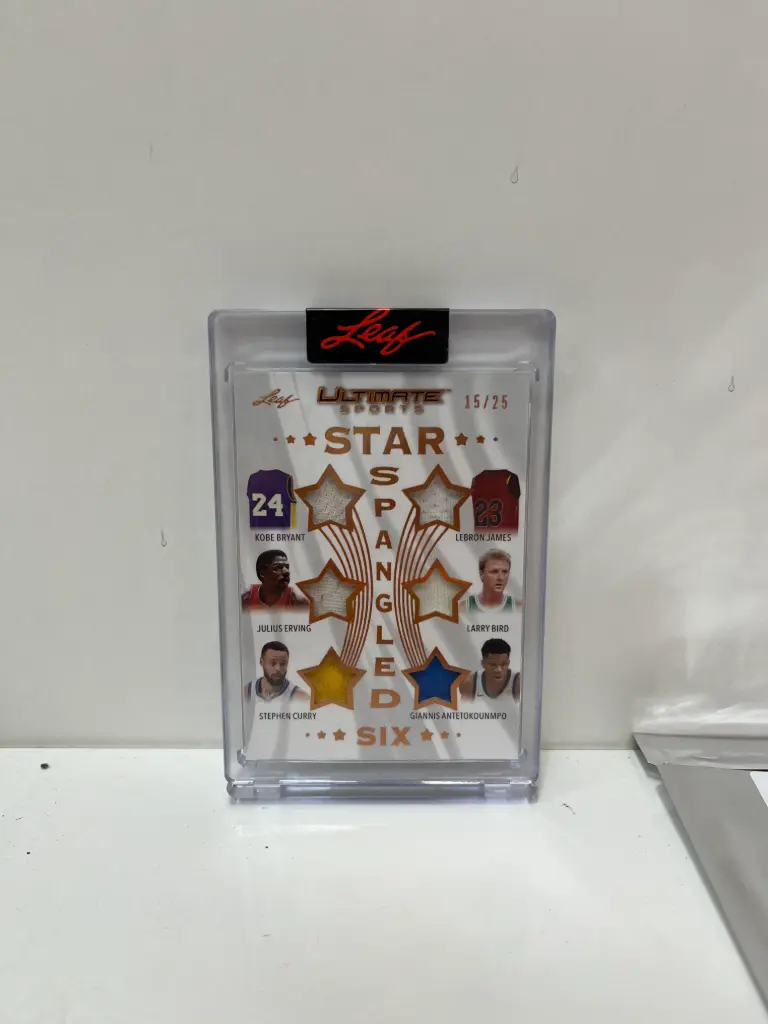 Leaf
Leaf
ULTIMATE
SPORTS
15/25
STAR
SPANGLED
24
23
KOBE BRYANT
LEBRON JAMES
JULIUS ERVING
LARRY BIRD
STEPHEN CURRY
GIANNIS ANTETOKOUNMPO
SIX